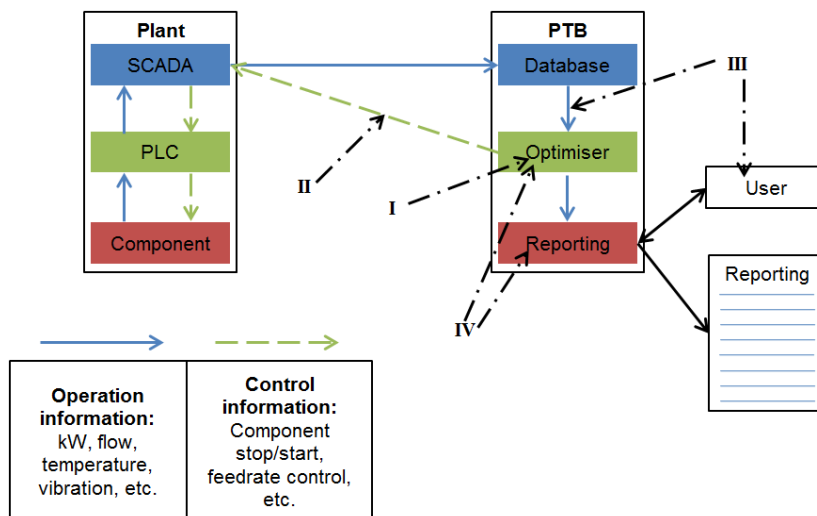 Plant
SCADA
PLC
Component
PTB
Database
Optimiser
Reporting
I
II
III
IV
User
Reporting
Operation
information:
kW, flow,
temperature,
vibration, etc.
Control
information:
Component
stop/start,
feedrate control,
etc.